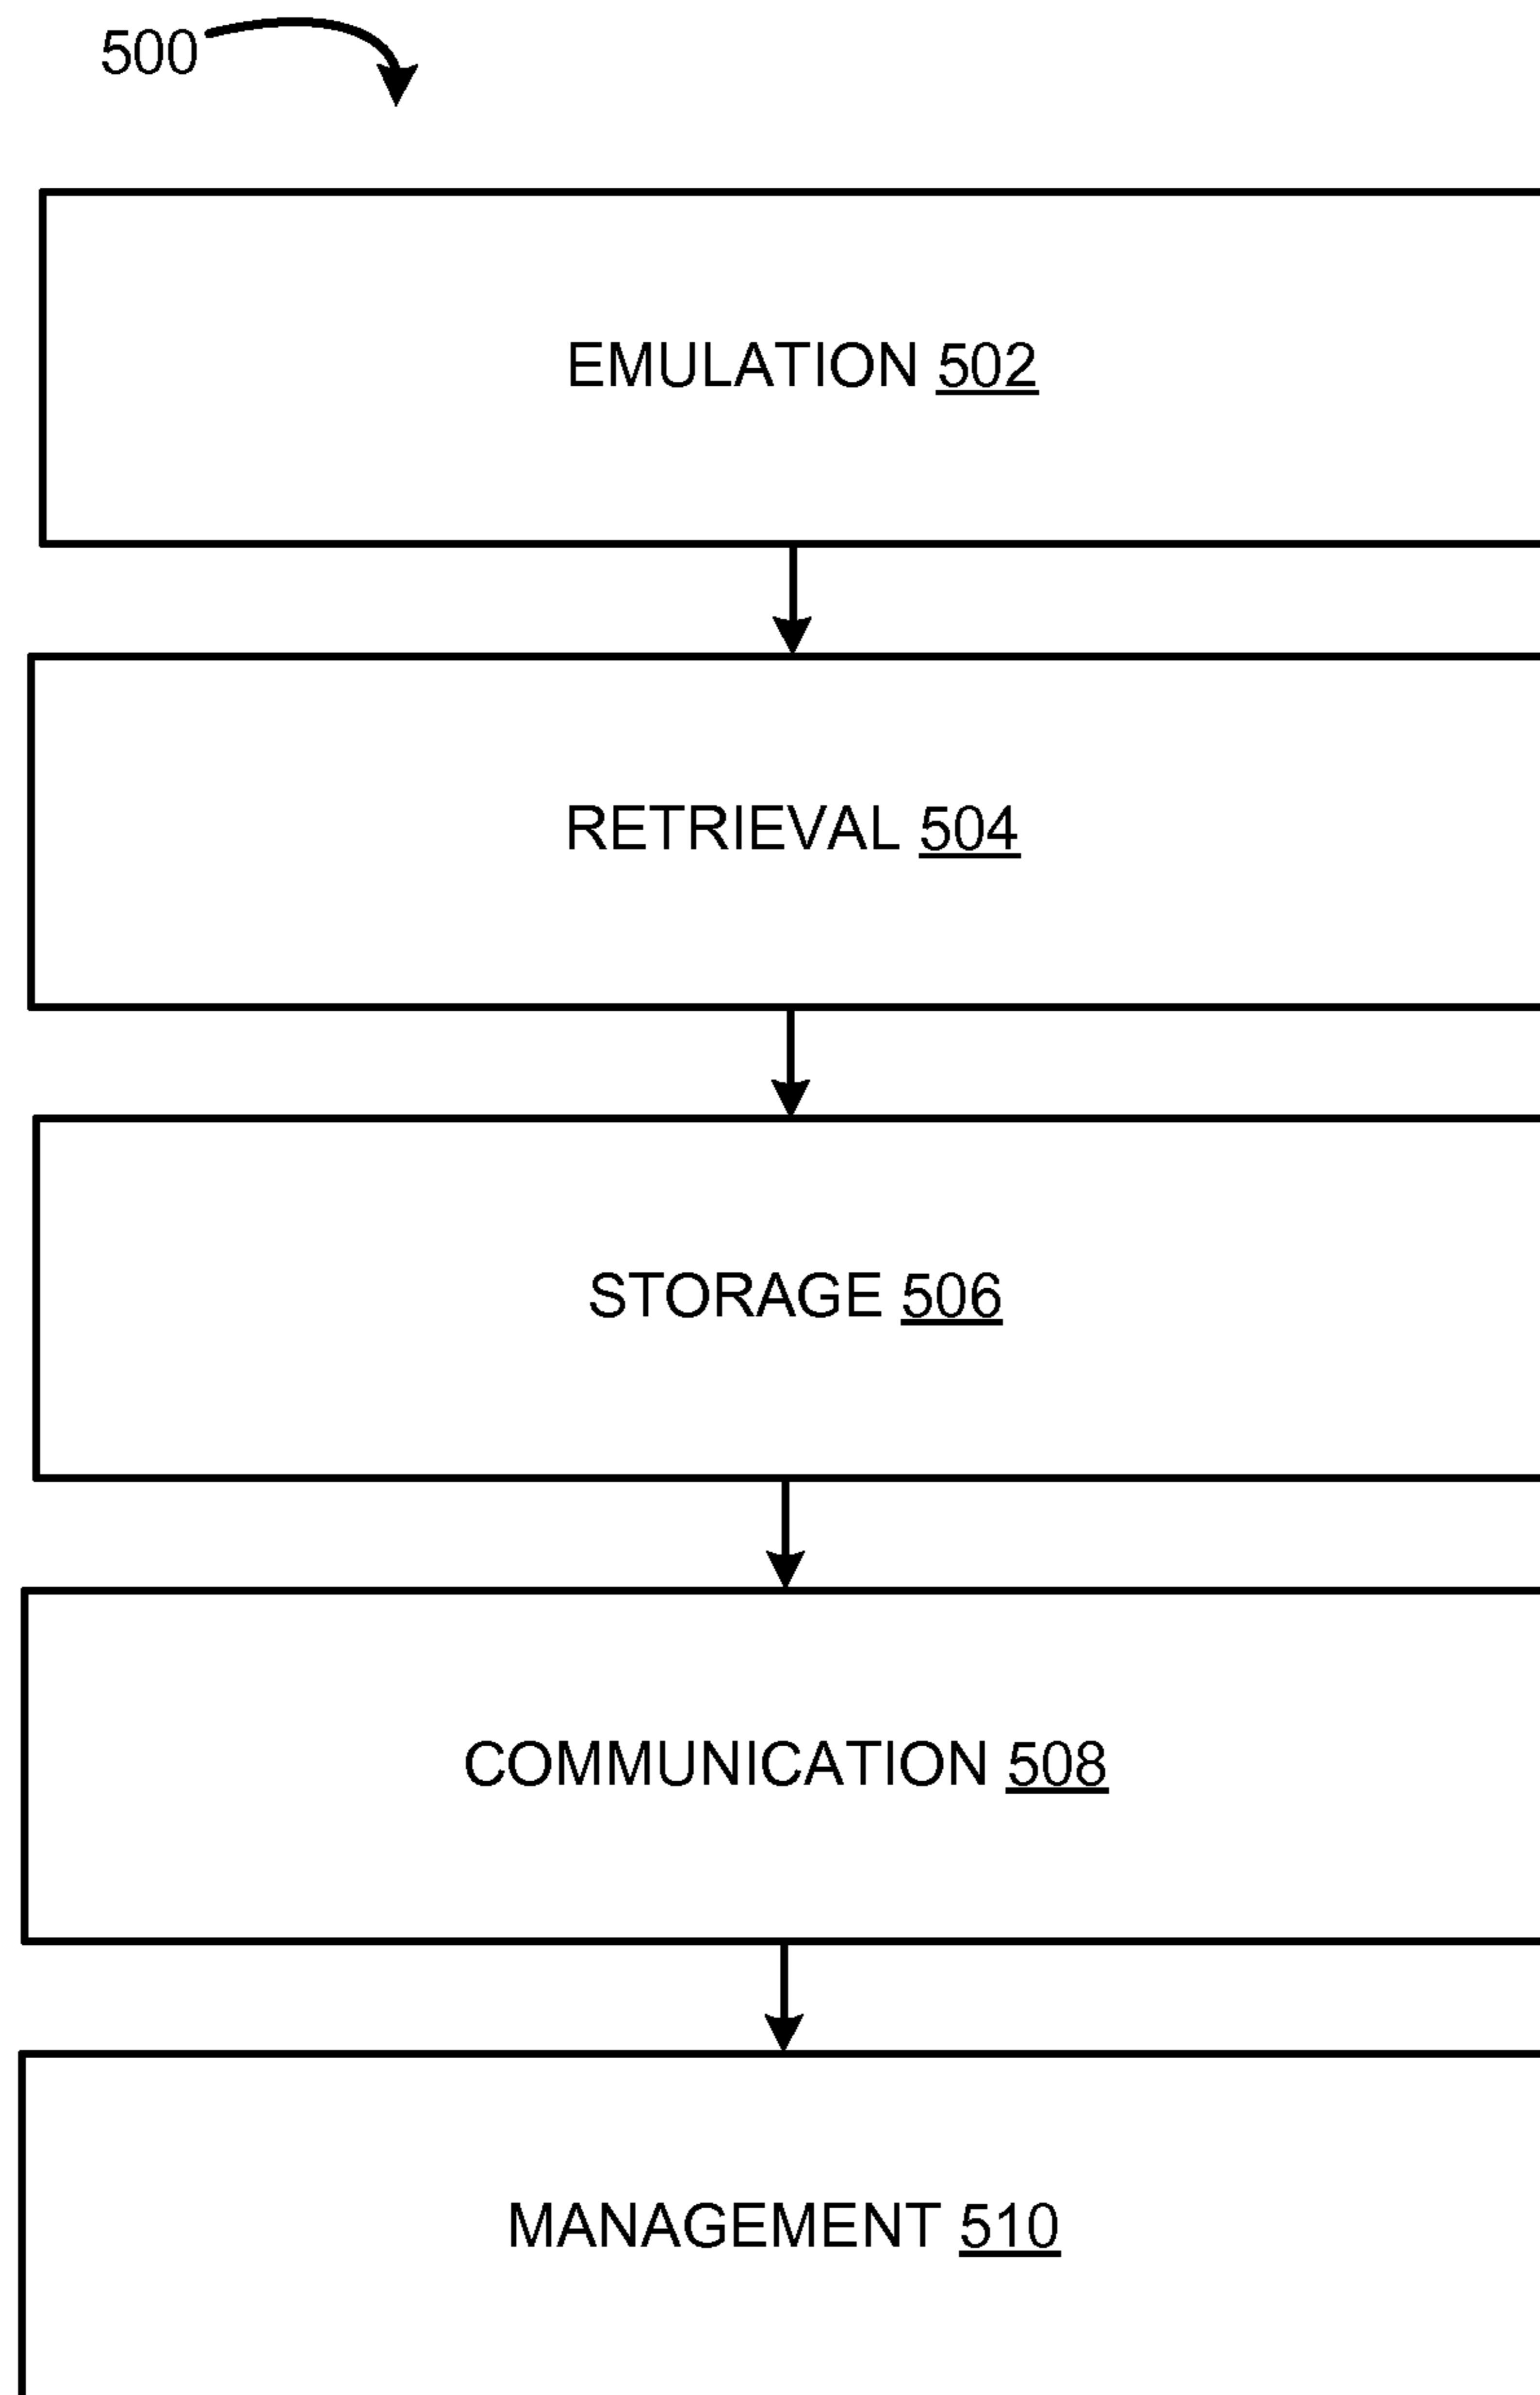 500
EMULATION 502
RETRIEVAL 504
STORAGE 506
COMMUNICATION 508
MANAGEMENT 510